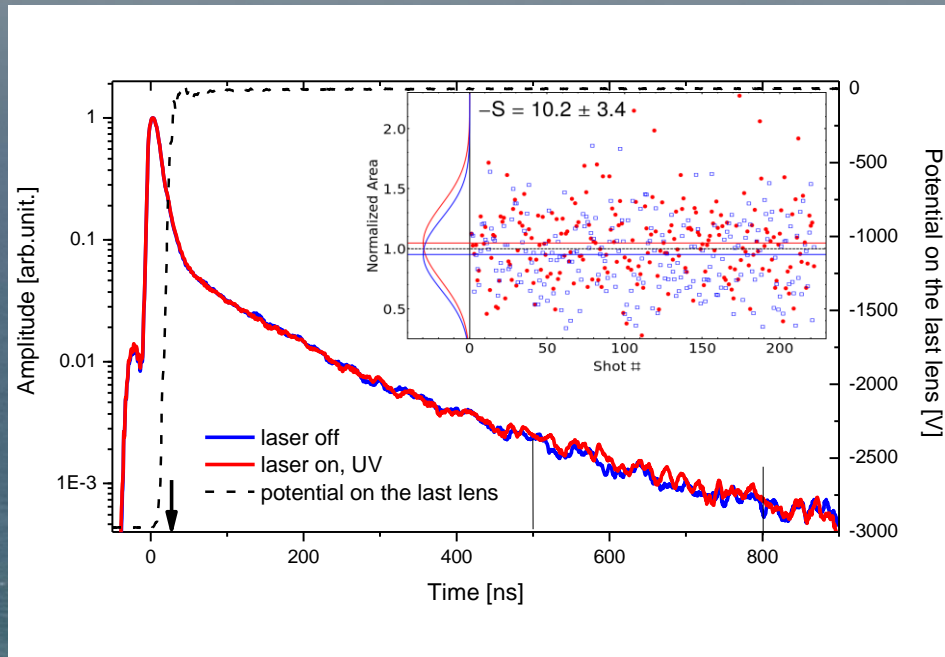 Amplitude [arb.unit.]
1
0.1
0.01
1E-3
0
200
400
600
800
Time [ns]
0
-500
-1000
-1500
-2000
-2500
-3000
Potential on the last lens [V]
laser off
laser on, UV
potential on the last lens
−S = 10.2 ± 3.4
Normalized Area
2.0
1.5
1.0
0.5
0
50
100
150
200
Shot #